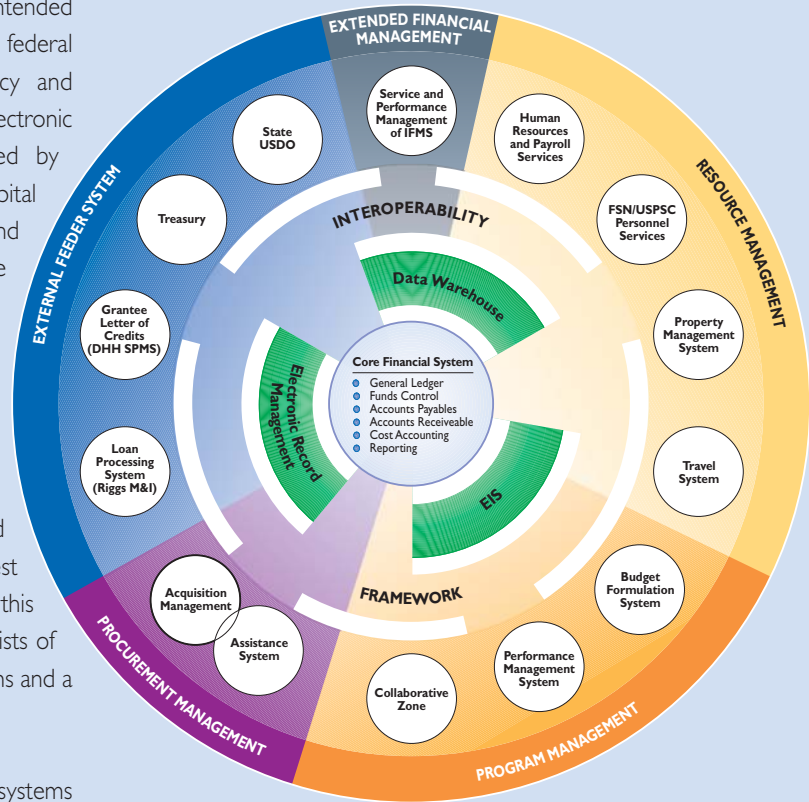 ntended
federal
cy and
ectronic
ed by
pital
nd
e
d
est
this
ists of
ns and a
systems
EXTENDED FINANCIAL
MANAGEMENT
Service and
Performance
Management
of IFMS
EXTERNAL FEEDER SYSTEM
State
USDO
Treasury
Grantee
Letter of
Credits
(DHH SPMS)
Loan
Processing
System
(Riggs M&I)
RESOURCE MANAGEMENT
Human
Resources
and Payroll
Services
FSN/USPSC
Personnel
Services
Property
Management
System
Travel
System
INTEROPERABILITY
Data Warehouse
Electronic Record
Management
EIS
Core Financial System
General Ledger
Funds Control
Accounts Payables
Accounts Receivable
Cost Accounting
Reporting
FRAMEWORK
PROCUREMENT MANAGEMENT
Acquisition
Management
Assistance
System
PROGRAM MANAGEMENT
Budget
Formulation
System
Performance
Management
System
Collaborative
Zone